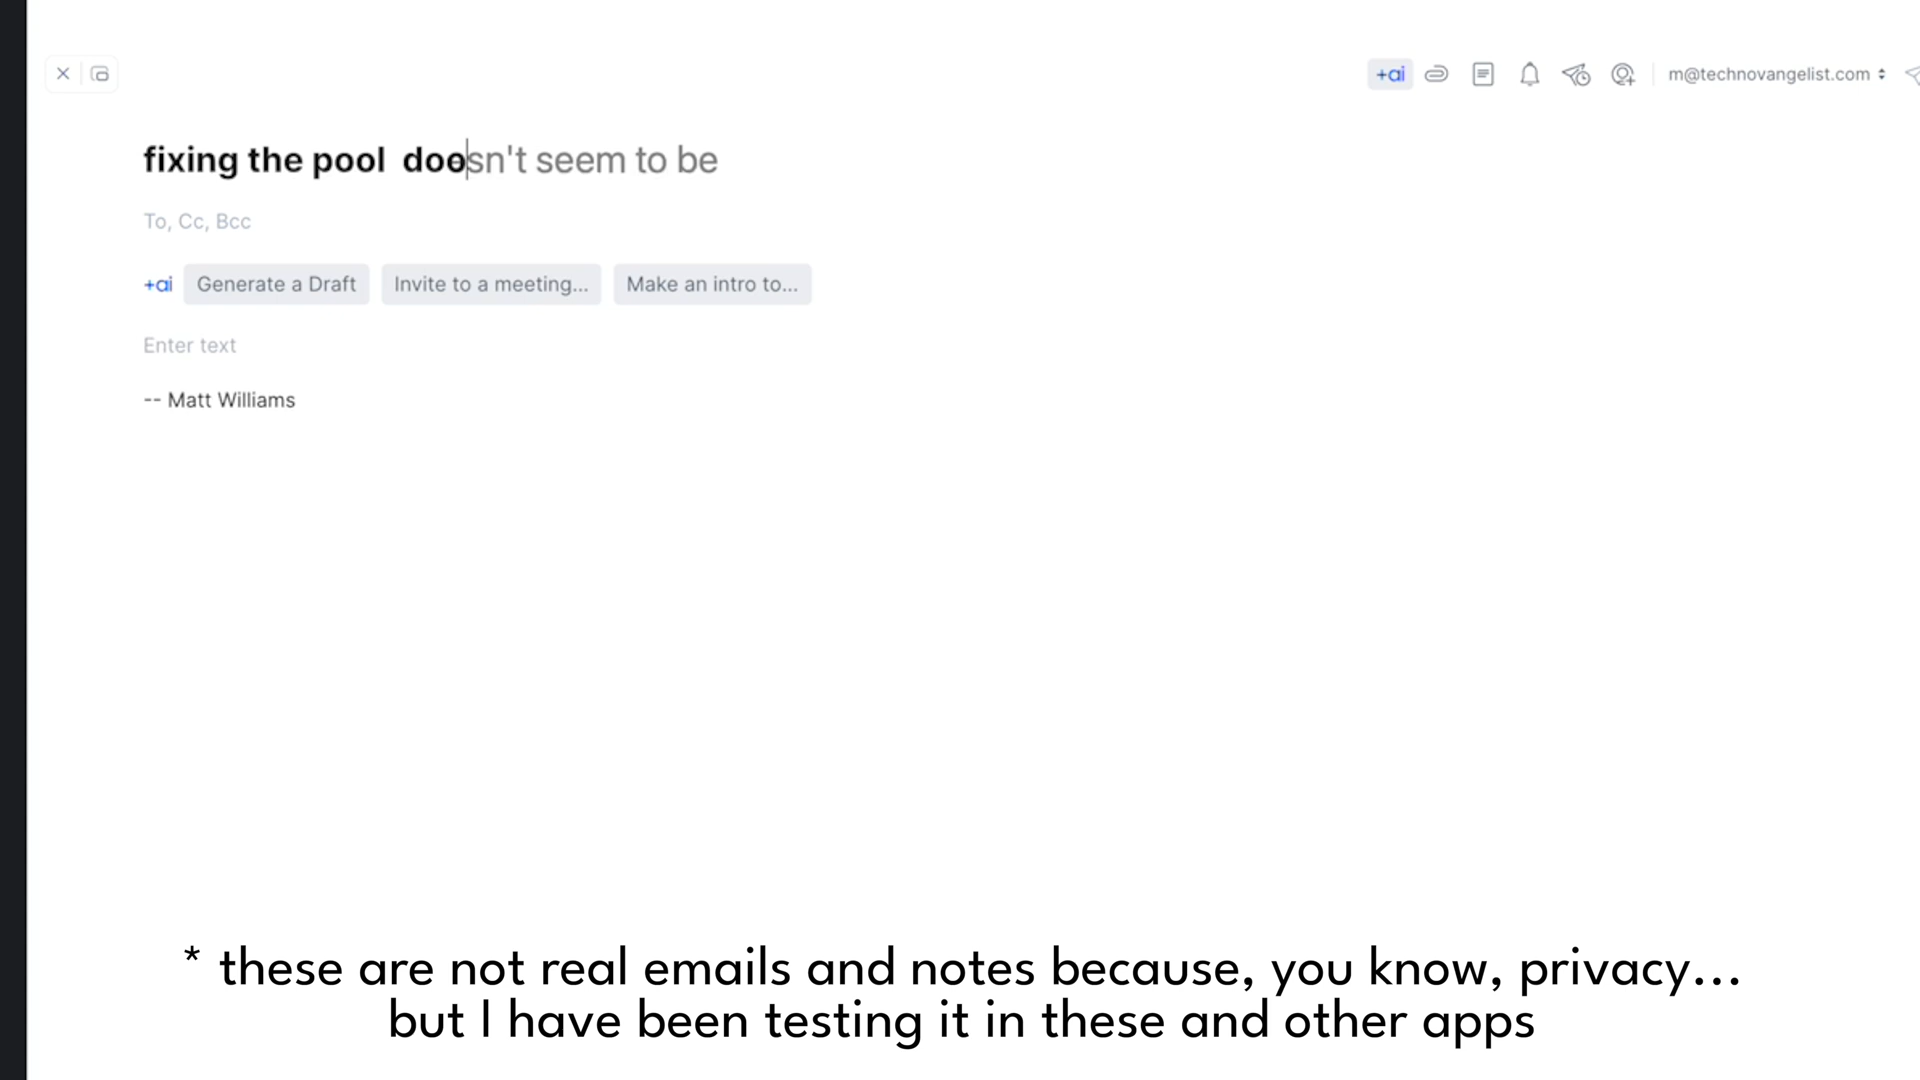 +ai
m@technovangelist.com
fixing the pool  doesn't seem to be
To, Cc, Bcc
+ai Generate a Draft Invite to a meeting... Make an intro to...
Enter text
-- Matt Williams
* these are not real emails and notes because, you know, privacy...
but I have been testing it in these and other apps